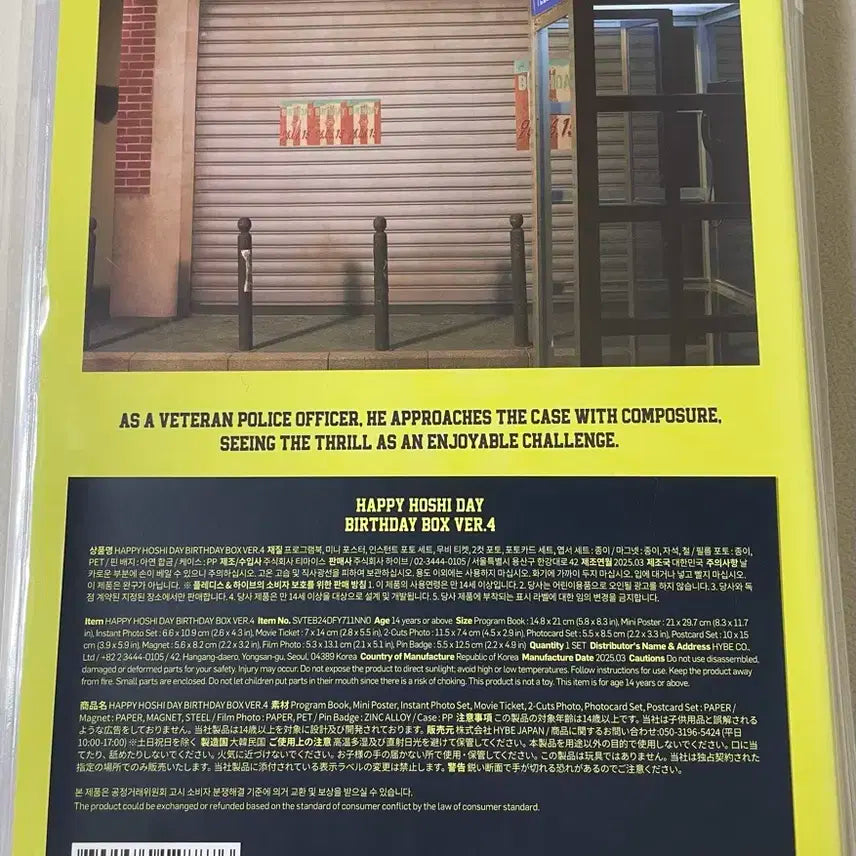 BIRTHDAY
AS A VETERAN POLICE OFFICER, HE APPROACHES THE CASE WITH COMPOSURE,
SEEING THE THRILL AS AN ENJOYABLE CHALLENGE.
HAPPY HOSHI DAY
BIRTHDAY BOX VER.4
상품명 HAPPY HOSHI DAY BIRTHDAY BOX VER.4 재질 프로그램북, 미니 포스터, 인스턴트 포토 세트, 무비 티켓, 2컷 포토, 포토카드 세트, 엽서 세트 : 종이 / 마그넷 : 종이, 자석, 철 / 필름 포토 : 종이,
PET / 핀 배지 : 아연 합금 / 케이스 : PP 제조/수입사 주식회사 티아이스 판매사 주식회사 하이브 / 02-3444-0105 / 서울특별시 용산구 한강대로 42 제조연월 2025.03 제조국 대한민국 주의사항 날
카로운 부분에 손이 베일 수 있으니 주의하십시오. 고온 고습 및 직사광선을 피하여 보관하십시오. 용도 이외에는 사용하지 마십시오. 화기에 가까이 두지 마십시오. 입에 대거나 넣고 빨지 마십시오.
이 제품은 완구가 아닙니다. ※ 플레디스 & 하이브의 소비자 보호를 위한 판매 방침 1. 이 제품의 사용연령은 만 14세 이상입니다. 2. 당사는 어린이용품으로 오인될 광고를 하지 않습니다. 3. 당사와 독
점 계약된 지정된 장소에서만 판매합니다. 4. 당사 제품은 만 14세 이상을 대상으로 설계 및 개발됩니다. 5. 당사 제품에 부착되는 표시 라벨에 대한 임의 변경을 금지합니다.
Item HAPPY HOSHI DAY BIRTHDAY BOX VER.4 Item No. SVTEB24DFY711NN0 Age 14 years or above Size Program Book : 14.8 x 21 cm (5.8 x 8.3 in.), Mini Poster : 21 x 29.7 cm (8.3 x 11.7
in.), Instant Photo Set : 6.6 x 10.9 cm (2.6 x 4.3 in.), Movie Ticket : 7 x 14 cm (2.8 x 5.5 in.), 2-Cuts Photo : 11.5 x 7.4 cm (4.5 x 2.9 in.), Photocard Set : 5.5 x 8.5 cm (2.2 x 3.3 in.), Postcard Set : 10 x 15
cm (3.9 x 5.9 in.), Magnet : 5.6 x 8.2 cm (2.2 x 3.2 in.), Film Photo : 5.3 x 13.1 cm (2.1 x 5.1 in.), Pin Badge : 5.5 x 12.5 cm (2.2 x 4.9 in.) Quantity 1 SET Distributor's Name & Address HYBE CO.,
Ltd / +82 2 3444-0105 / 42, Hangang-daero, Yongsan-gu, Seoul, 04389 Korea Country of Manufacture Republic of Korea Manufacture Date 2025.03 Cautions Do not use disassembled,
damaged or deformed parts for your safety. Injury may occur. Do not expose the product to direct sunlight; avoid high or low temperatures. Follow instructions for use. Keep the product away
from fire. Small parts are enclosed. Do not place in mouth since there is a risk of choking. This product is not a toy. This item is for age 14 years or above.
商品名 HAPPY HOSHI DAY BIRTHDAY BOX VER.4 素材 Program Book, Mini Poster, Instant Photo Set, Movie Ticket, 2-Cuts Photo, Photocard Set, Postcard Set : PAPER /
Magnet : PAPER, MAGNET, STEEL / Film Photo : PAPER, PET / Pin Badge : ZINC ALLOY / Case : PP 注意事項 この製品の対象年齢は14歳以上です。当社は子供用品と誤解される
ような広告をしておりません。当社製品は14歳以上を対象に設計及び開発されております。販売元 株式会社 HYBE JAPAN / 商品に関するお問い合わせ:050-3196-5424 (平日
10:00-17:00)※土日祝日を除く 製造国 大韓民国 ご使用上の注意 高温多湿及び直射日光を避けて保管してください。本製品を用途以外の目的で使用しないでください。口に当
てたり、舐めたりしないでください。火気に近づけないでください。お子様の手の届かない所で使用・保管してください。この製品は玩具ではありません。当社は独占契約された
指定の場所でのみ販売いたします。当社製品に添付されている表示ラベルの変更は禁止します。警告 鋭い断面で手が切れる恐れがあるのでご注意ください。
본 제품은 공정거래위원회 고시 소비자 분쟁해결 기준에 의거 교환 및 보상을 받으실 수 있습니다.
The product could be exchanged or refunded based on the standard of consumer conflict by the law of consumer standard.